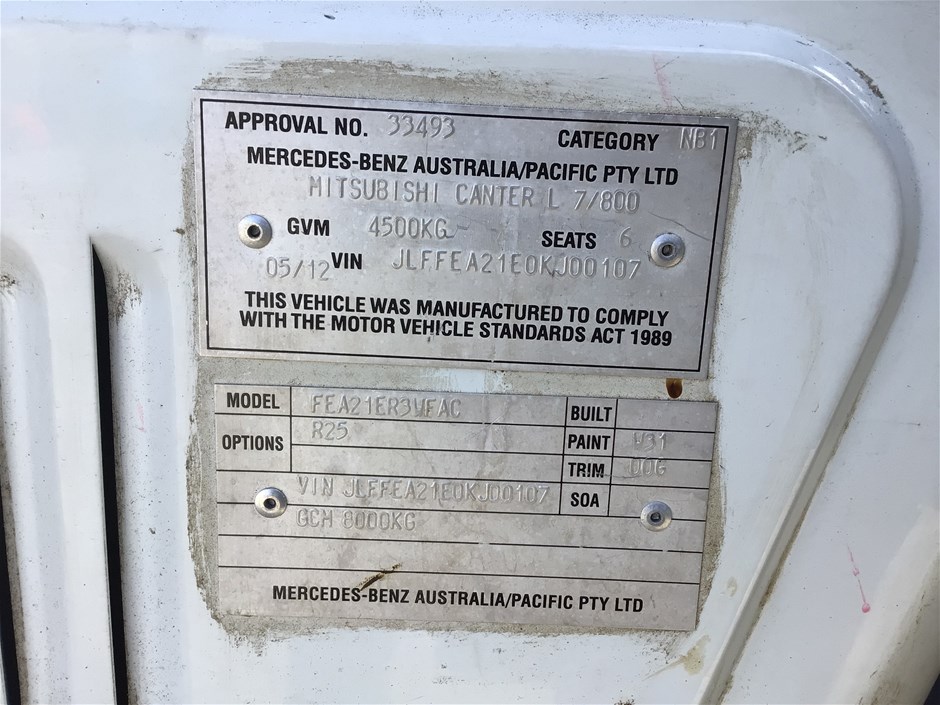 APPROVAL NO. 33493 CATEGORY NB1
MERCEDES-BENZ AUSTRALIA/PACIFIC PTY LTD
MITSUBISHI CANTER L 7/800
GVM 4500KG SEATS 6
05/12 VIN JLFFEA21E0KJ00107
THIS VEHICLE WAS MANUFACTURED TO COMPLY
WITH THE MOTOR VEHICLE STANDARDS ACT 1989
MODEL FEA21ER3WFAC BUILT
OPTIONS R25 PAINT W31
TRIM 006
VIN JLFFEA21E0KJ00107 SOA
GCM 8000KG
MERCEDES-BENZ AUSTRALIA/PACIFIC PTY LTD